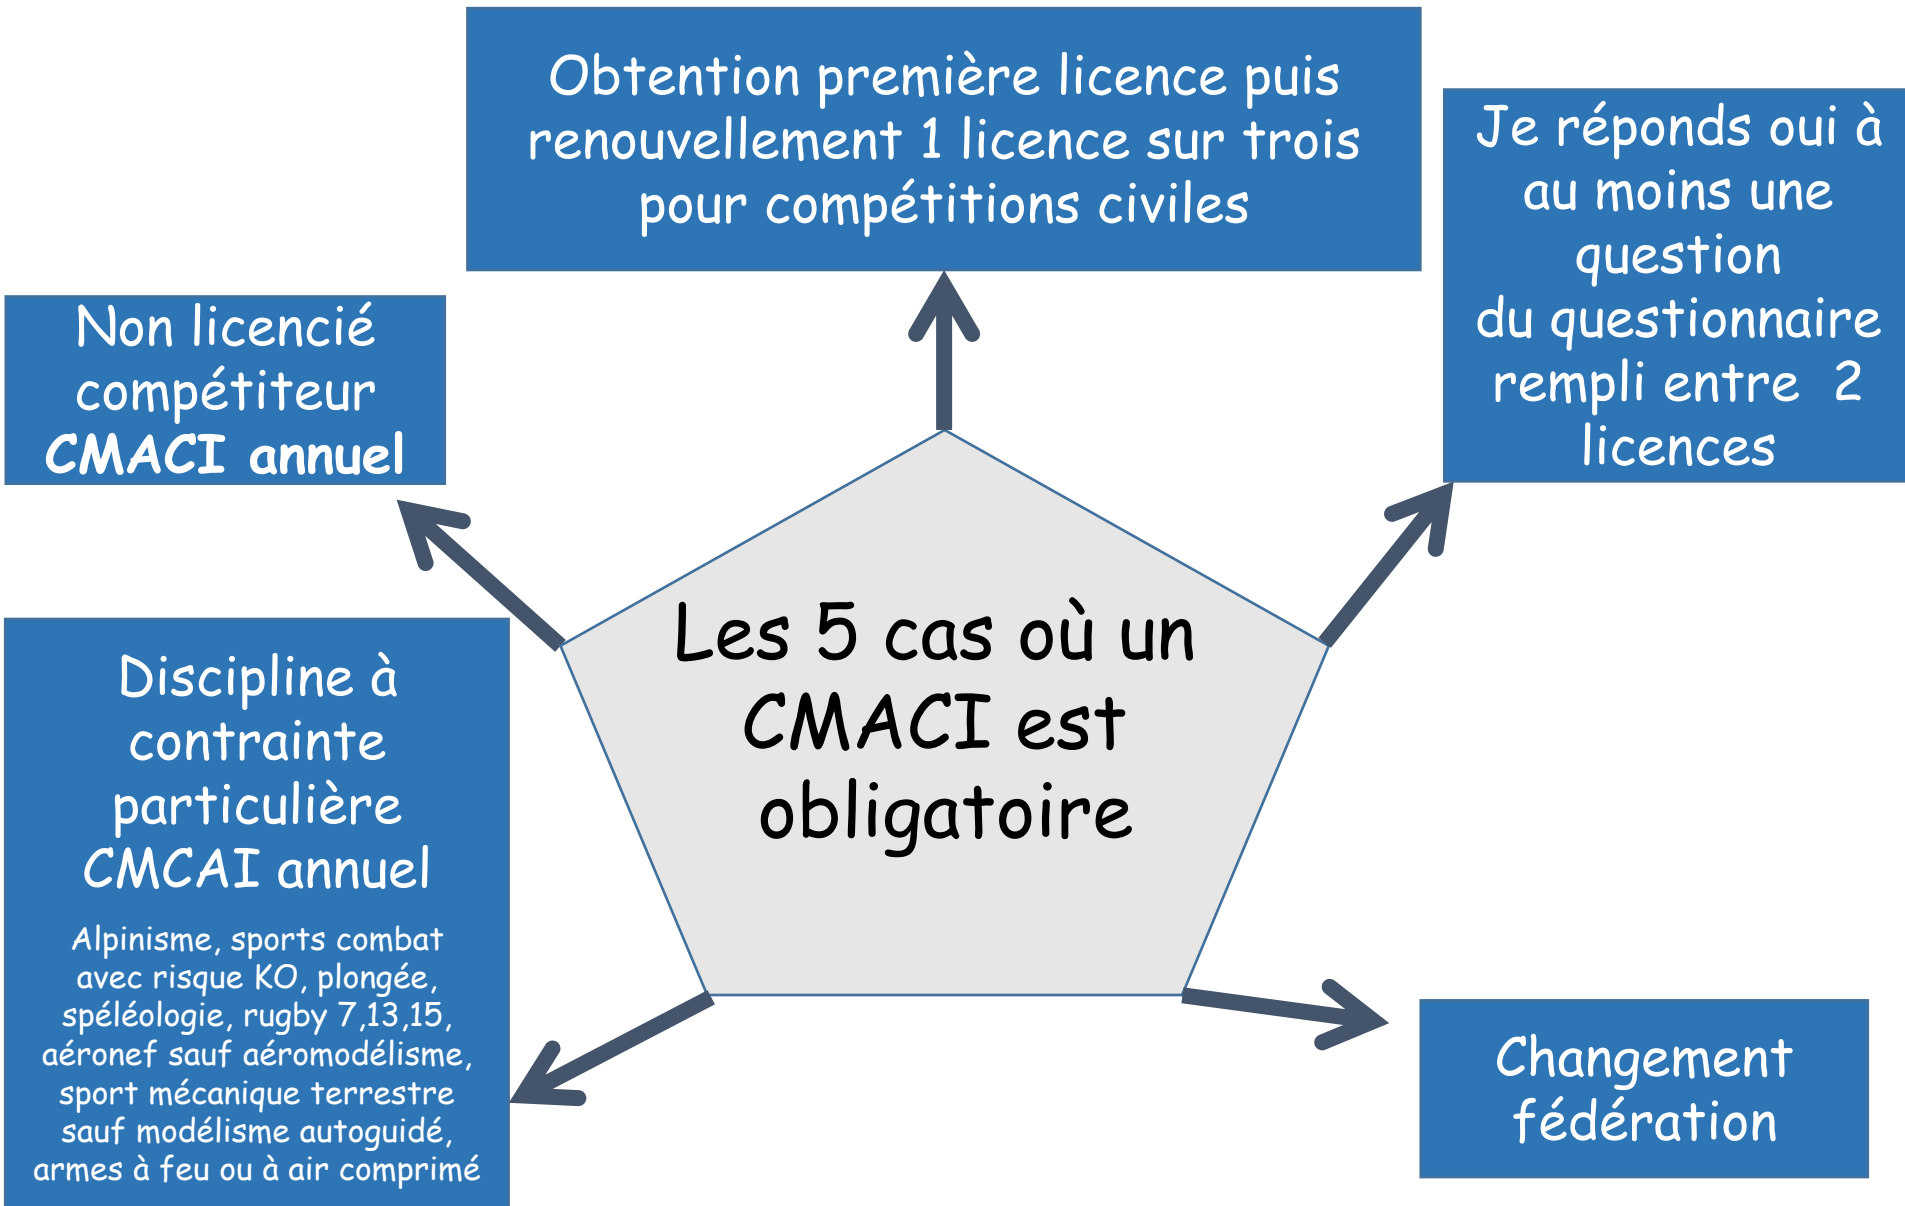 Obtention première licence puis
renouvellement 1 licence sur trois
pour compétitions civiles
Je réponds oui à
au moins une
question
du questionnaire
rempli entre 2
licences
Non licencié
compétiteur
CMACI annuel
Les 5 cas où un
CMACI est
obligatoire
Discipline à
contrainte
particulière
CMCAI annuel
Alpinisme, sports combat
avec risque KO, plongée,
spéléologie, rugby 7,13,15,
aéronef sauf aéromodélisme,
sport mécanique terrestre
sauf modélisme autoguidé,
armes à feu ou à air comprimé
Changement
fédération